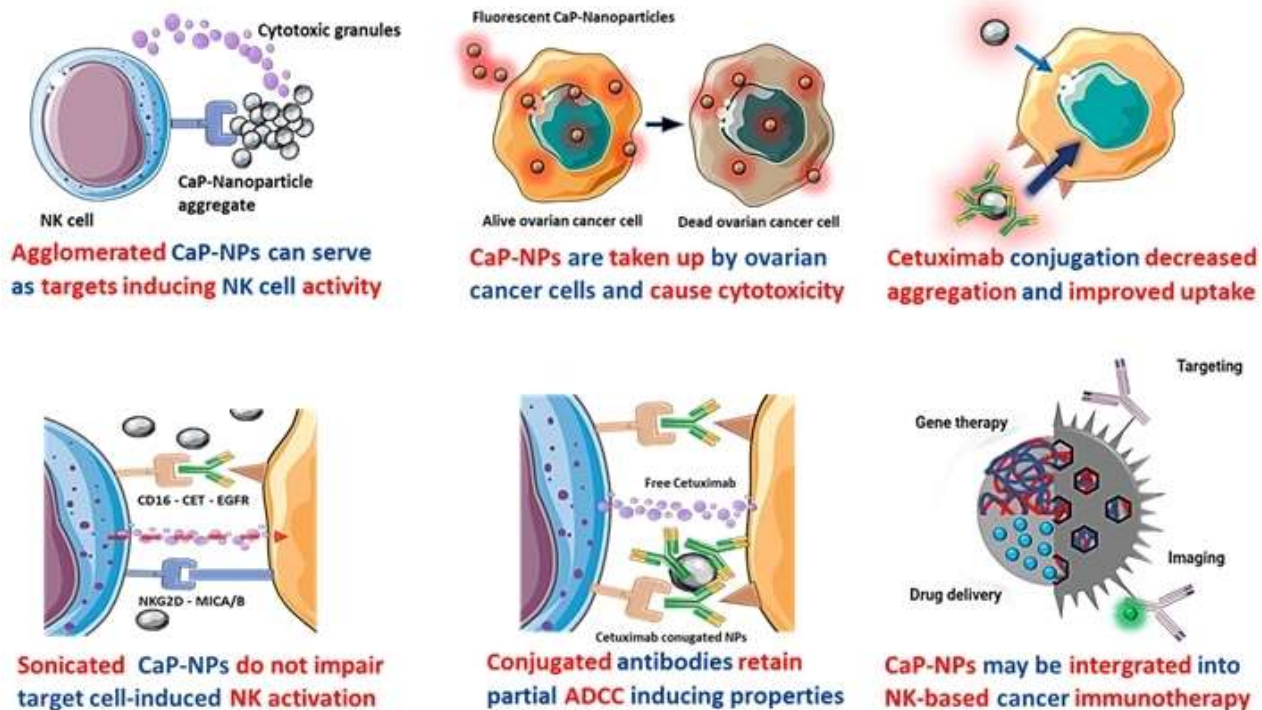 Cytotoxic granules
CaP-Nanoparticle
aggregate
NK cell
Agglomerated CaP-NPs can serve
as targets inducing NK cell activity
Fluorescent CaP-Nanoparticles
Alive ovarian cancer cell
Dead ovarian cancer cell
CaP-NPs are taken up by ovarian
cancer cells and cause cytotoxicity
Cetuximab conjugation decreased
aggregation and improved uptake
CD16 - CET - EGFR
NKG2D - MICA/B
Sonicated CaP-NPs do not impair
target cell-induced NK activation
Free Cetuximab
Cetuximab conugated NPs
Conjugated antibodies retain
partial ADCC inducing properties
Targeting
Gene therapy
Imaging
Drug delivery
CaP-NPs may be intergrated into
NK-based cancer immunotherapy